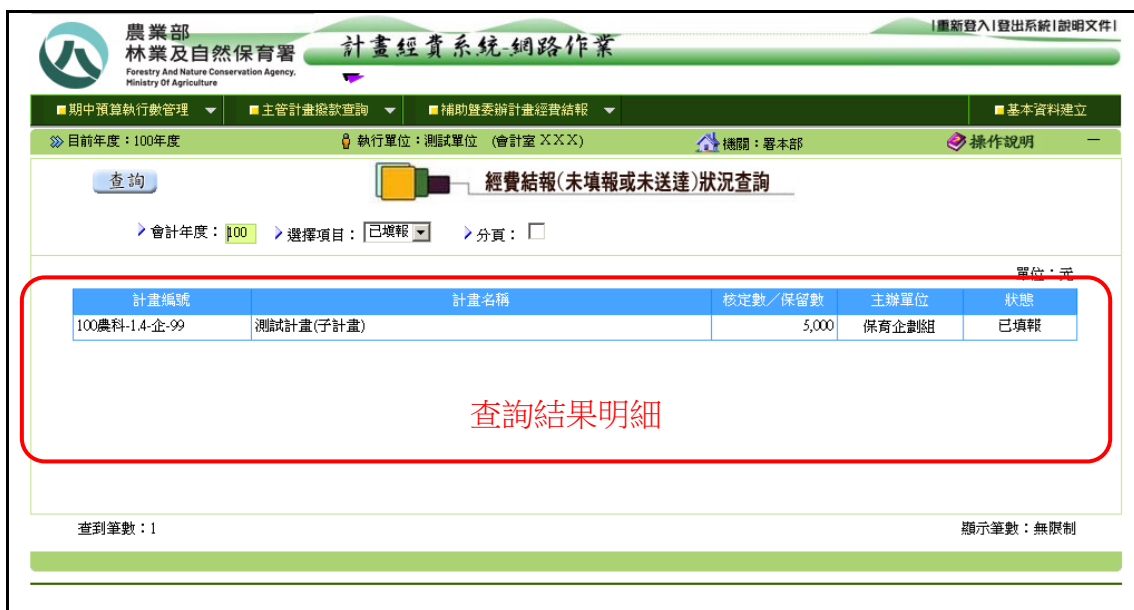 農業部
林業及自然保育署
Forestry And Nature Conservation Agency,
Ministry Of Agriculture
計畫經費系統-網路作業
|重新登入|登出系統|說明文件|
■期中預算執行數管理 ■主管計畫撥款查詢 ■補助暨委辦計畫經費結報 ■基本資料建立
目前年度：100年度 執行單位：測試單位 (會計室XXX) 機關：署本部 操作說明 －
查詢 經費結報(未填報或未送達)狀況查詢
會計年度： 100 選擇項目： 已填報 分頁：
單位：元
計畫編號 計畫名稱 核定數／保留數 主辦單位 狀態
100農科-1.4-企-99 測試計畫(子計畫) 5,000 保育企劃組 已填報
查詢結果明細
查到筆數：1 顯示筆數：無限制